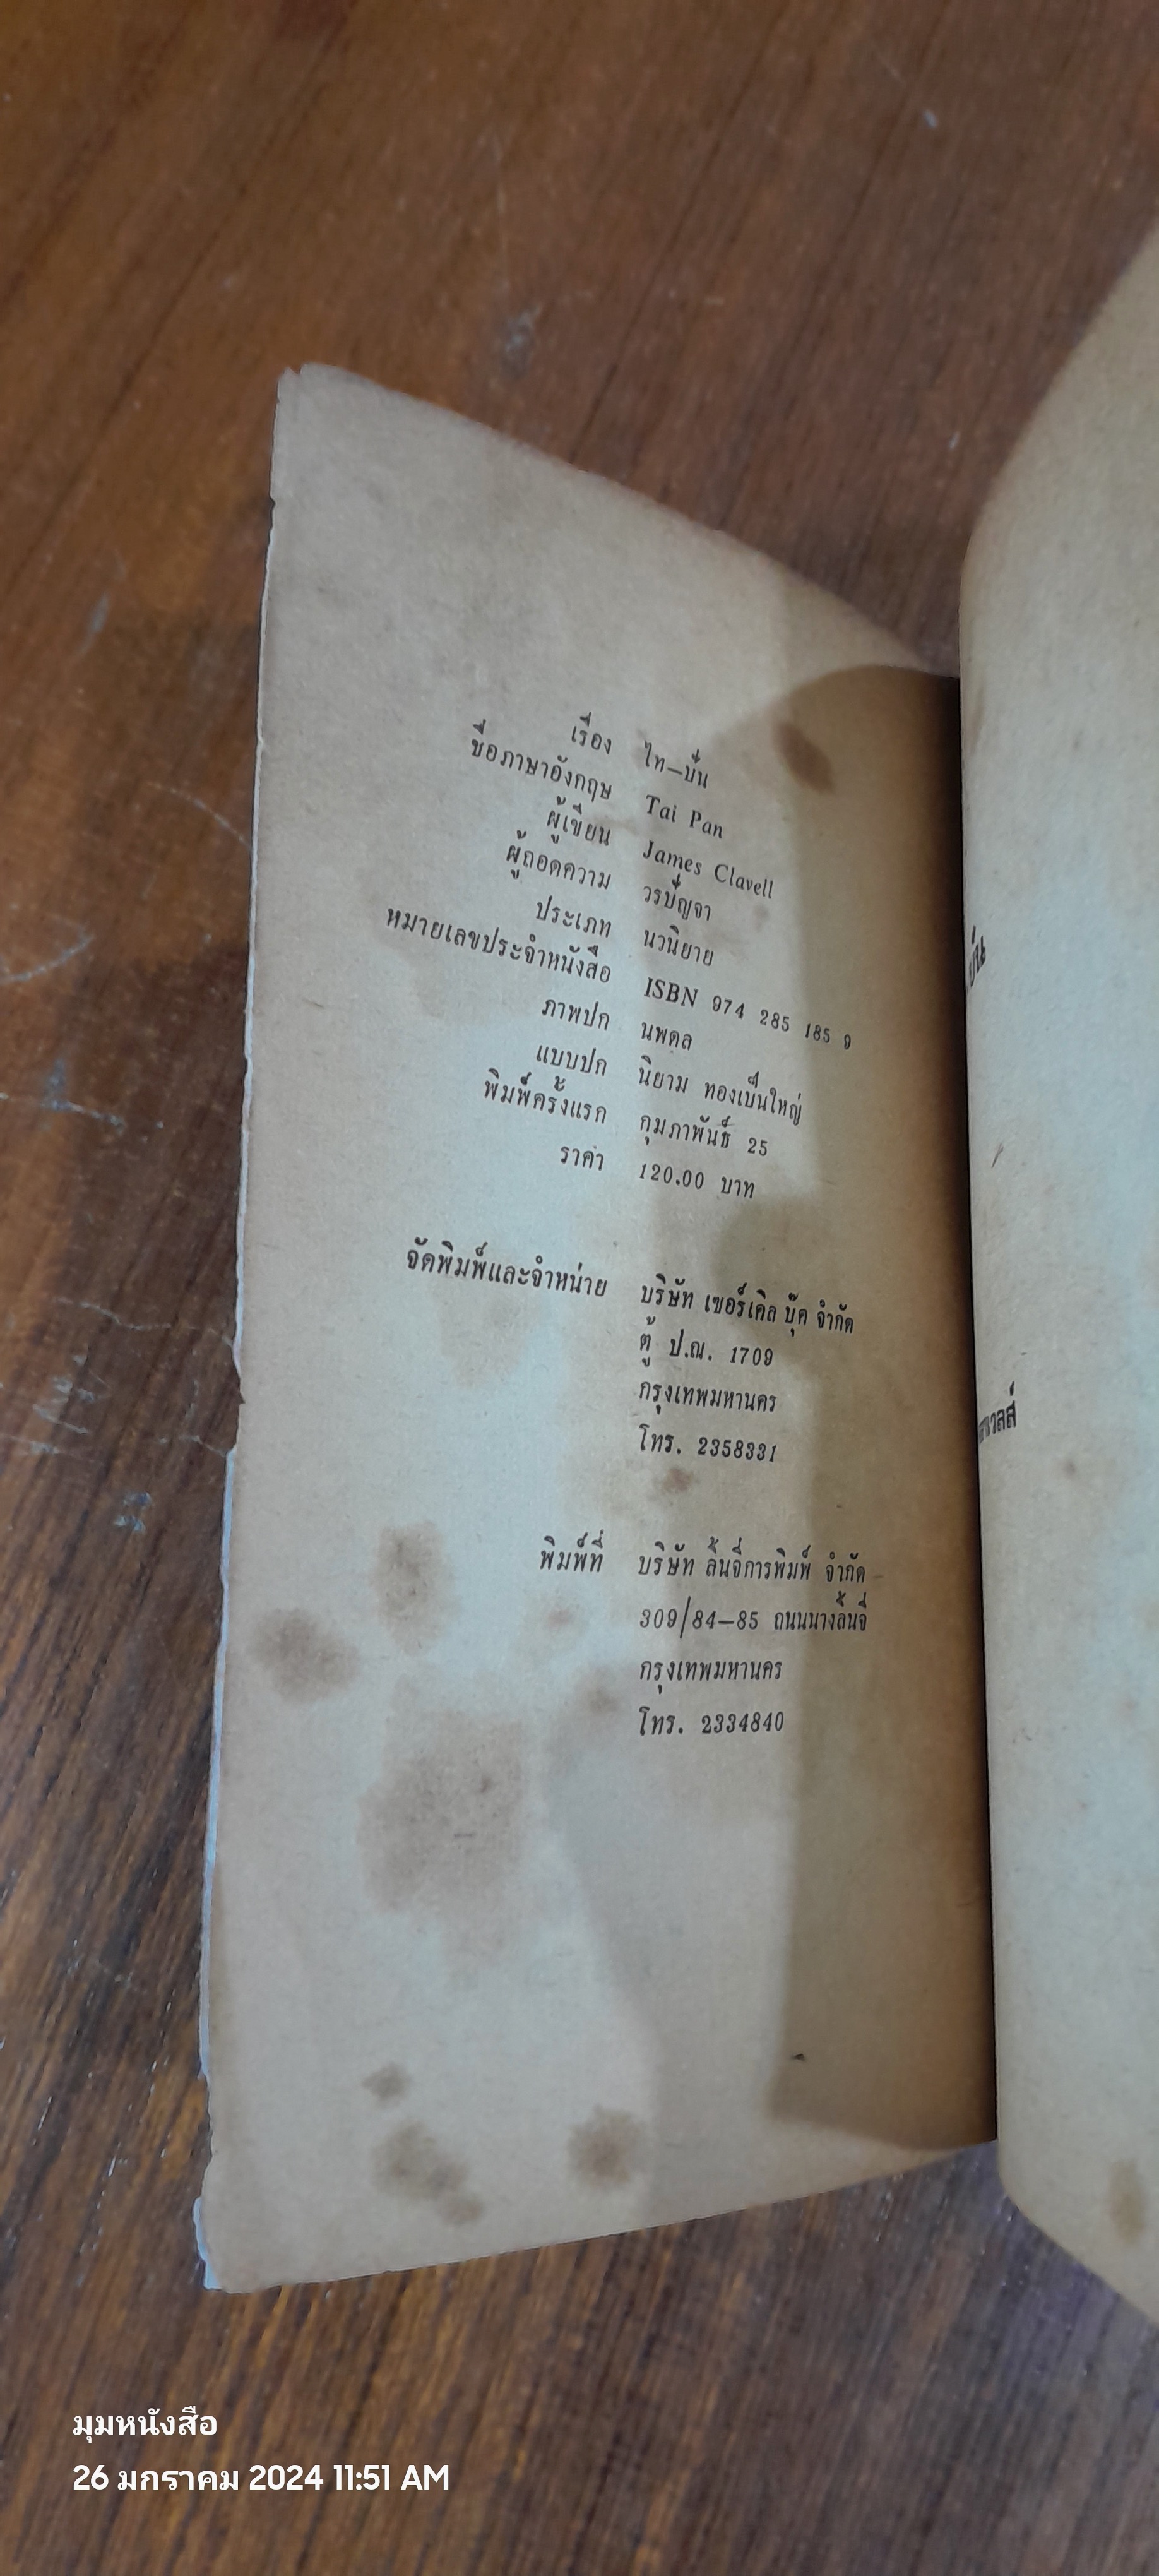 เรื่อง ไท—บั่น
ชื่อภาษาอังกฤษ Tai Pan
ผู้เขียน James Clavell
ผู้ถอดความ วรบัญจา
ประเภท นวนิยาย
หมายเลขประจำหนังสือ ISBN 974 285 185 9
ภาพปก นพดล
แบบปก นิยาม ทองเป็นใหญ่
พิมพ์ครั้งแรก กุมภาพันธ์ 25
ราคา 120.00 บาท
จัดพิมพ์และจำหน่าย บริษัท เซอร์เคิล บุ๊ค จำกัด
ตู้ ป.ณ. 1709
กรุงเทพมหานคร
โทร. 2358331
พิมพ์ที่ บริษัท ลิ้นจี่การพิมพ์ จำกัด
309/84—85 ถนนนางลิ้นจี่
กรุงเทพมหานคร
โทร. 2334840
มุมหนังสือ
26 มกราคม 2024 11:51 AM